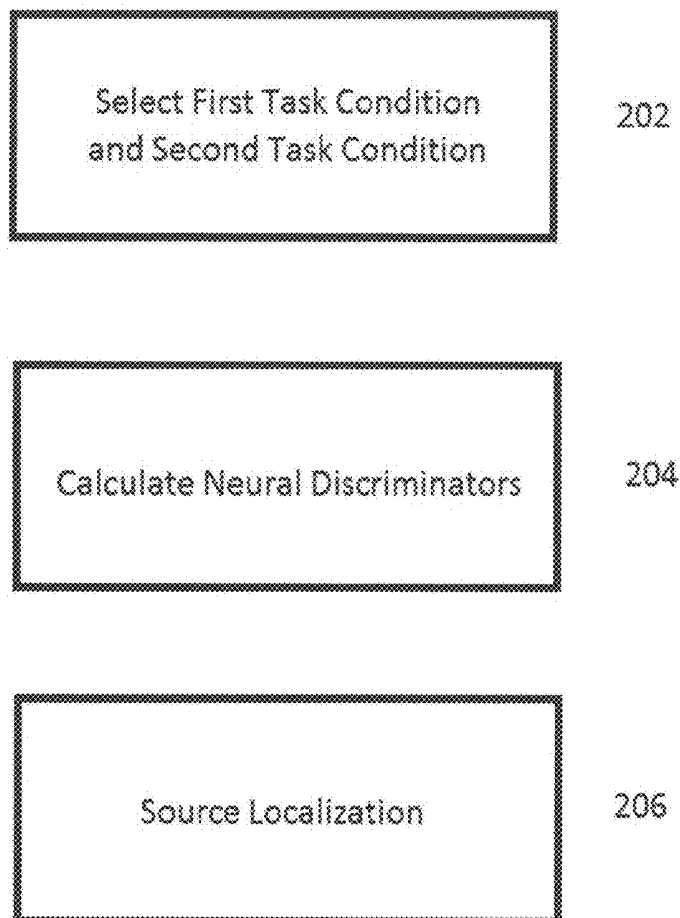 Select First Task Condition
and Second Task Condition
202
Calculate Neural Discriminators
204
Source Localization
206